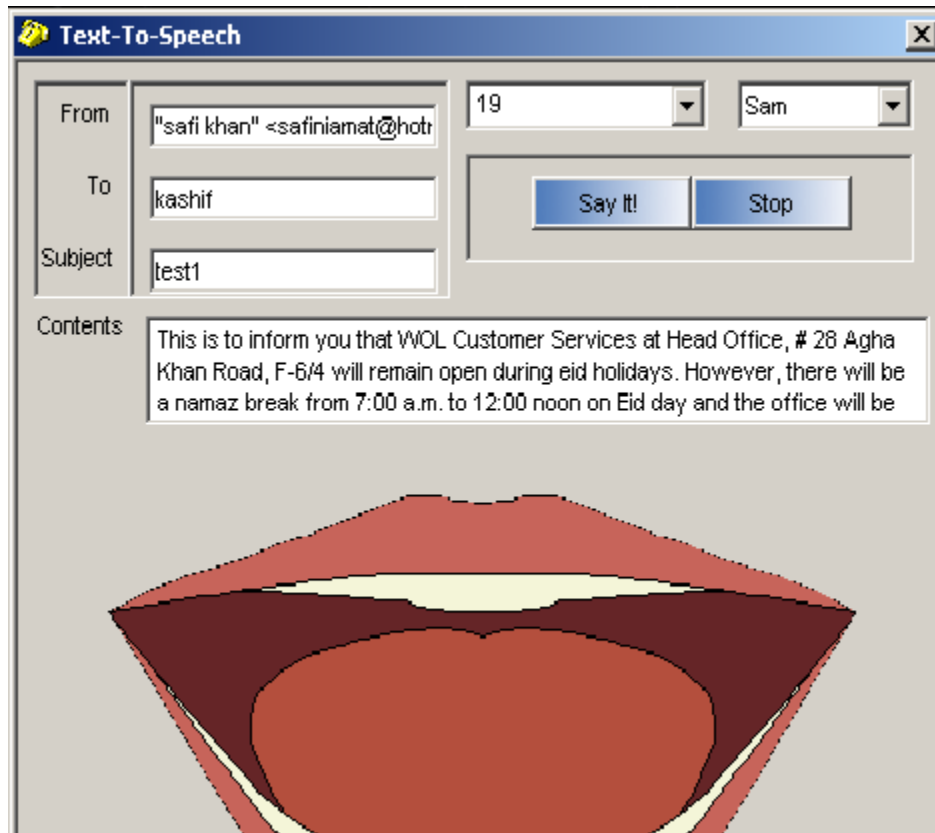 Text-To-Speech
From
"safi khan" <safiniamat@hotr
To
kashif
Subject
test1
19
Sam
Say It!
Stop
Contents
This is to inform you that WOL Customer Services at Head Office, # 28 Agha
Khan Road, F-6/4 will remain open during eid holidays. However, there will be
a namaz break from 7:00 a.m. to 12:00 noon on Eid day and the office will be